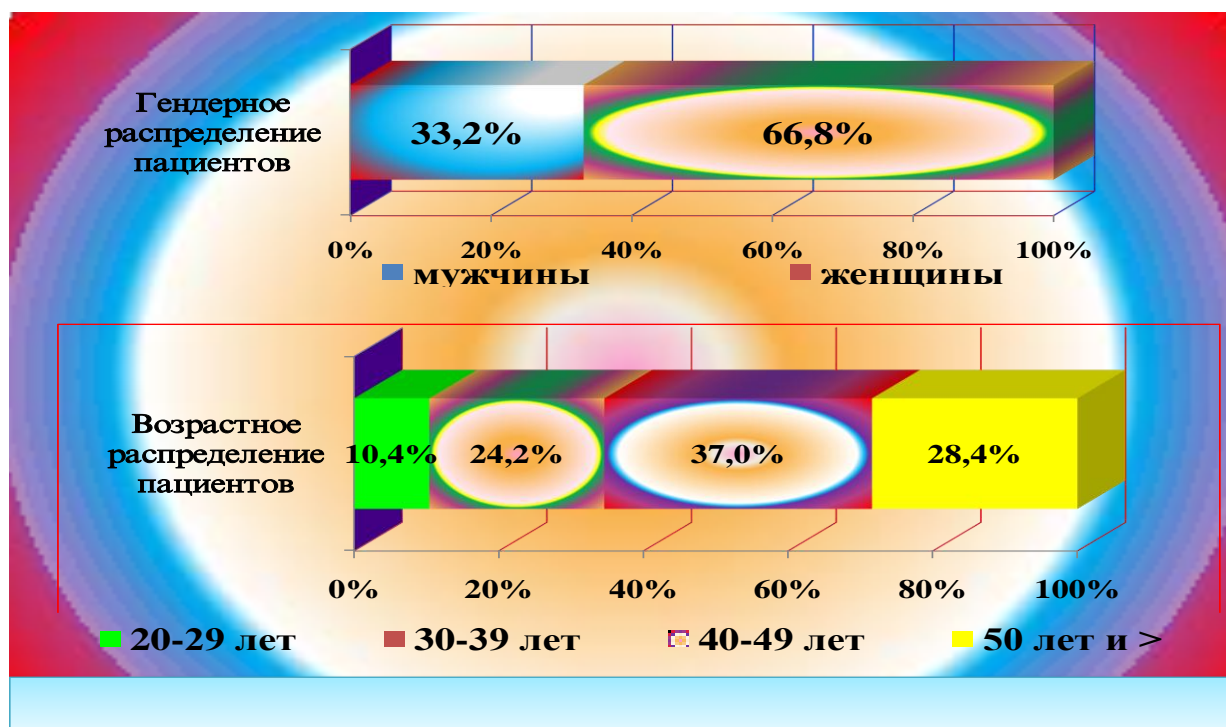 Гендерное
распределение
пациентов
33,2% 66,8%
0% 20% 40% 60% 80% 100%
мужчины женщины
Возрастное
распределение
пациентов
10,4% 24,2% 37,0% 28,4%
0% 20% 40% 60% 80% 100%
20-29 лет 30-39 лет 40-49 лет 50 лет и >